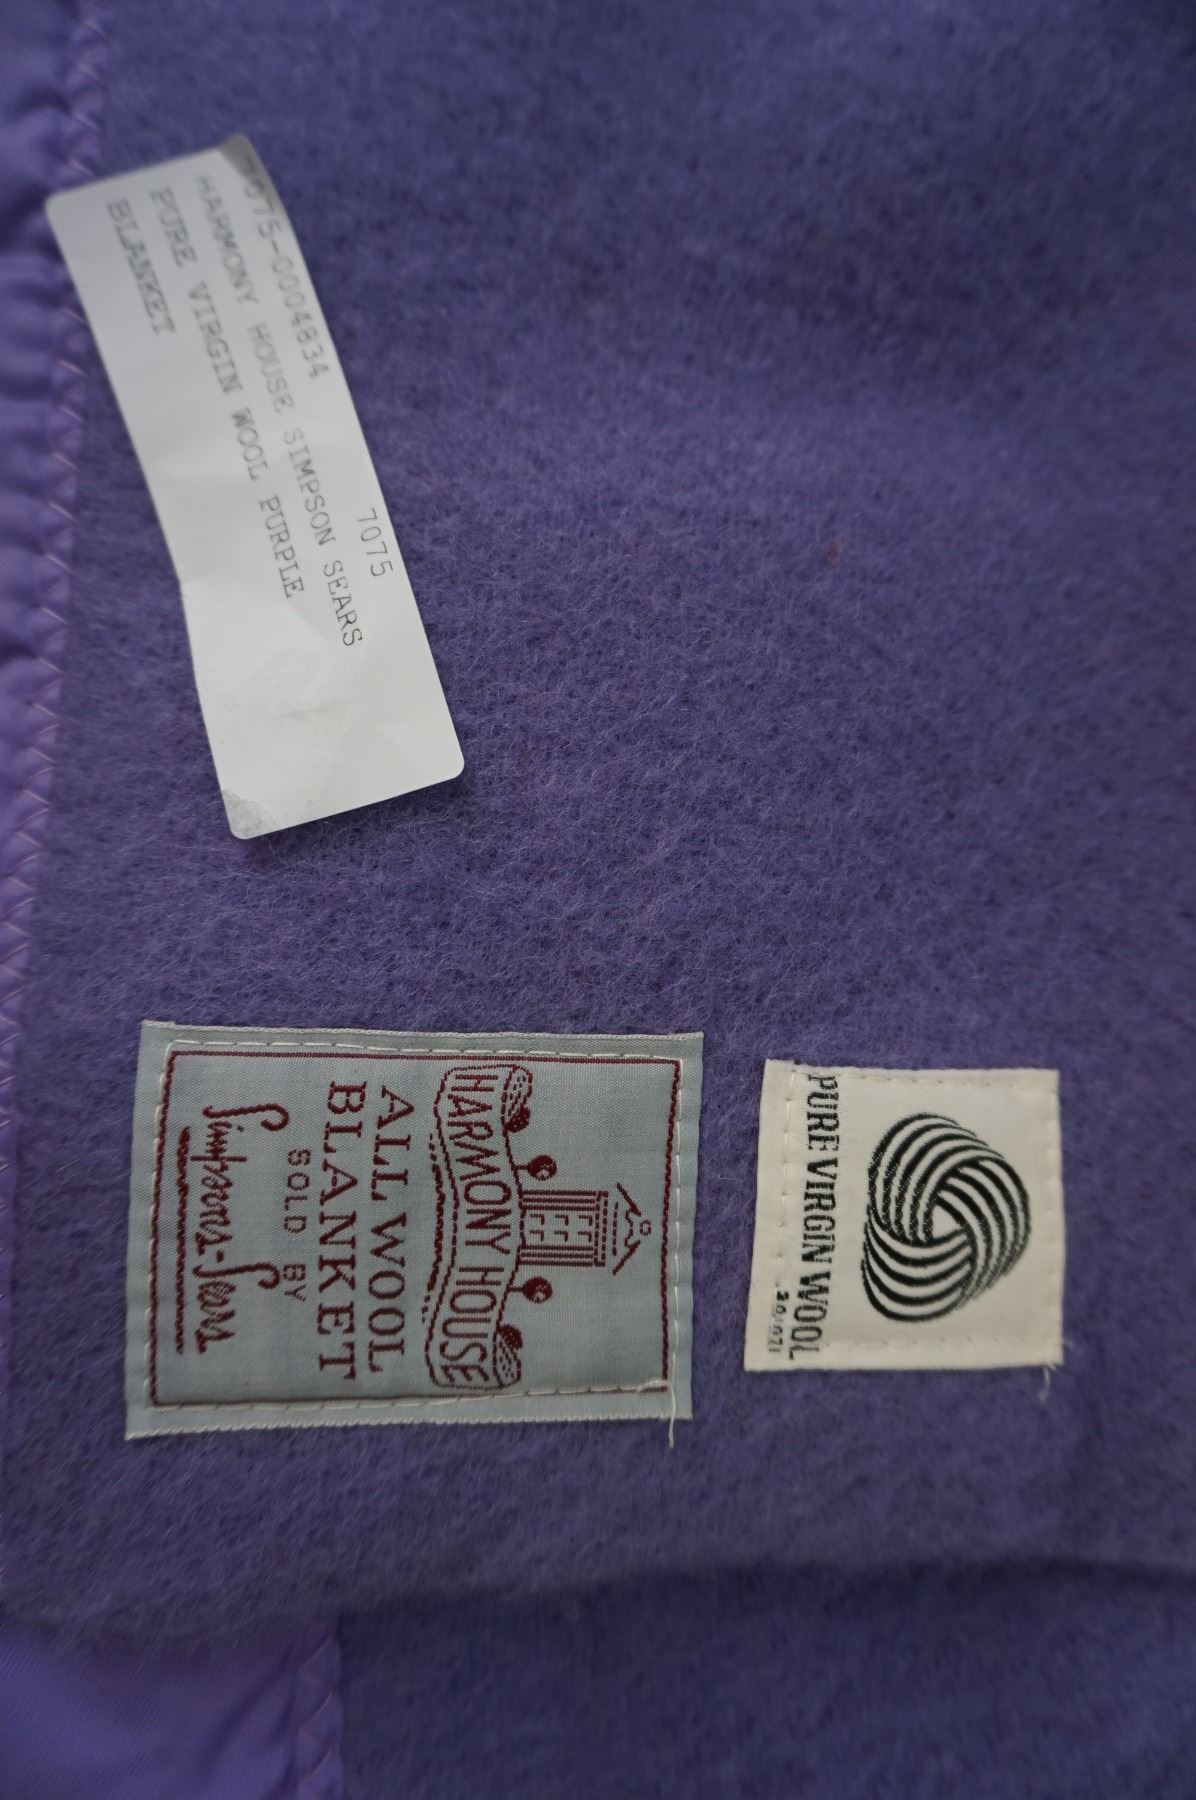 7075
7075-0004834
HARMONY HOUSE SIMPSON SEARS
PURE VIRGIN WOOL PURPLE
BLANKET
HARMONY HOUSE
ALL WOOL
BLANKET
SOLD BY
Simpsons-Sears
PURE VIRGIN WOOL